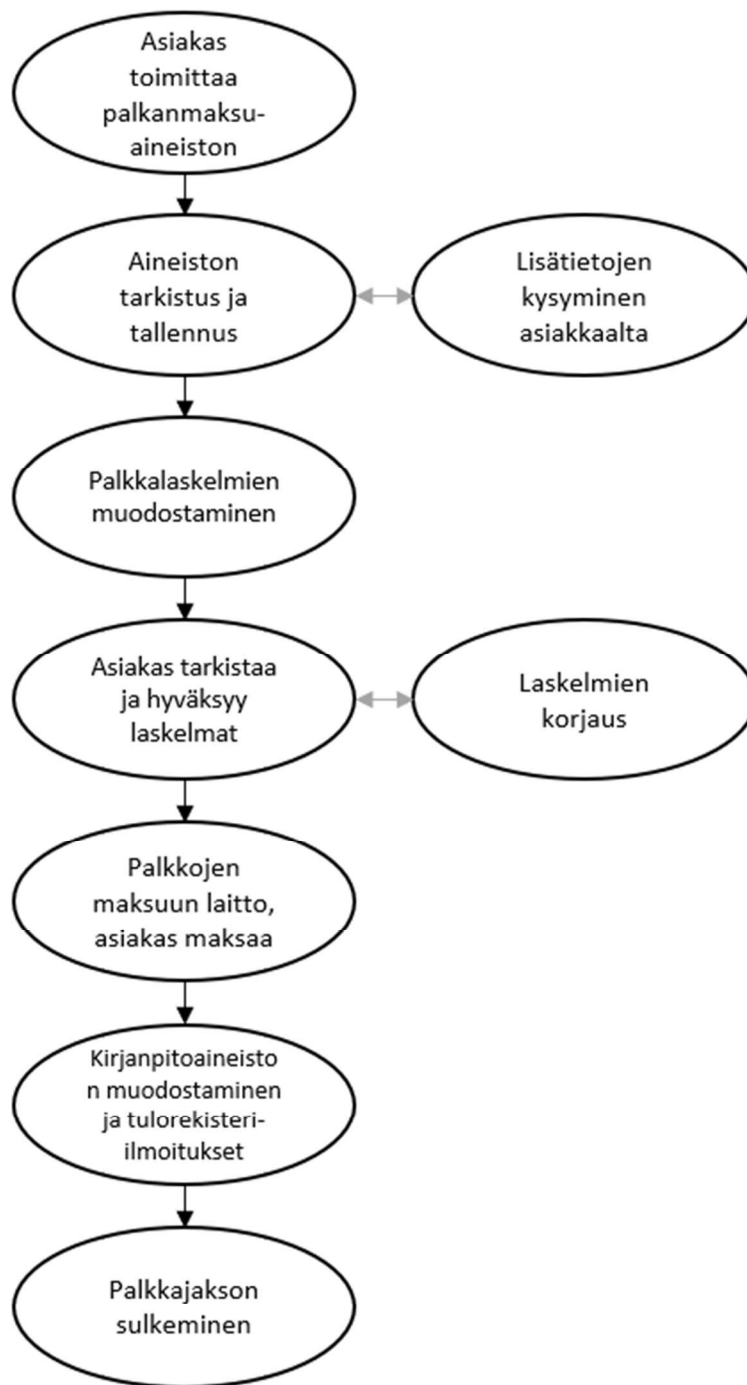 Asiakas
toimittaa
palkanmaksu-
aineiston
Aineiston
tarkistus ja
tallennus
Lisätietojen
kysyminen
asiakkaalta
Palkkalaskelmien
muodostaminen
Asiakas tarkistaa
ja hyväksyy
laskelmat
Laskelmien
korjaus
Palkkojen
maksuun laitto,
asiakas maksaa
Kirjanpitoaineisto
n muodostaminen
ja tulorekisteri-
ilmoitukset
Palkkajakson
sulkeminen